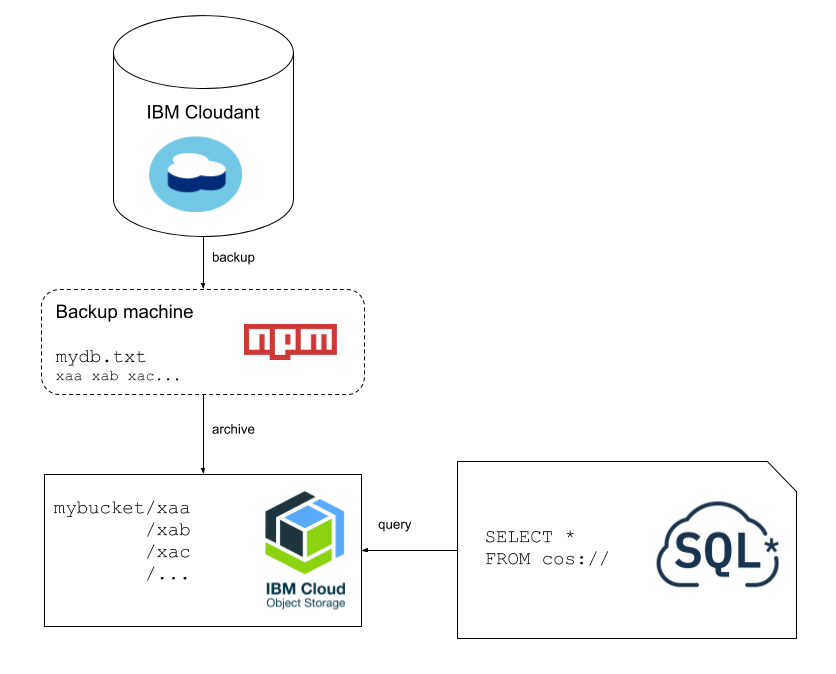 IBM Cloudant
backup
Backup machine
npm
mydb.txt
xaa xab xac...
archive
mybucket/xaa
/xab
/xac
/...
IBM Cloud
Object Storage
query
SELECT *
FROM cos://
SQL*